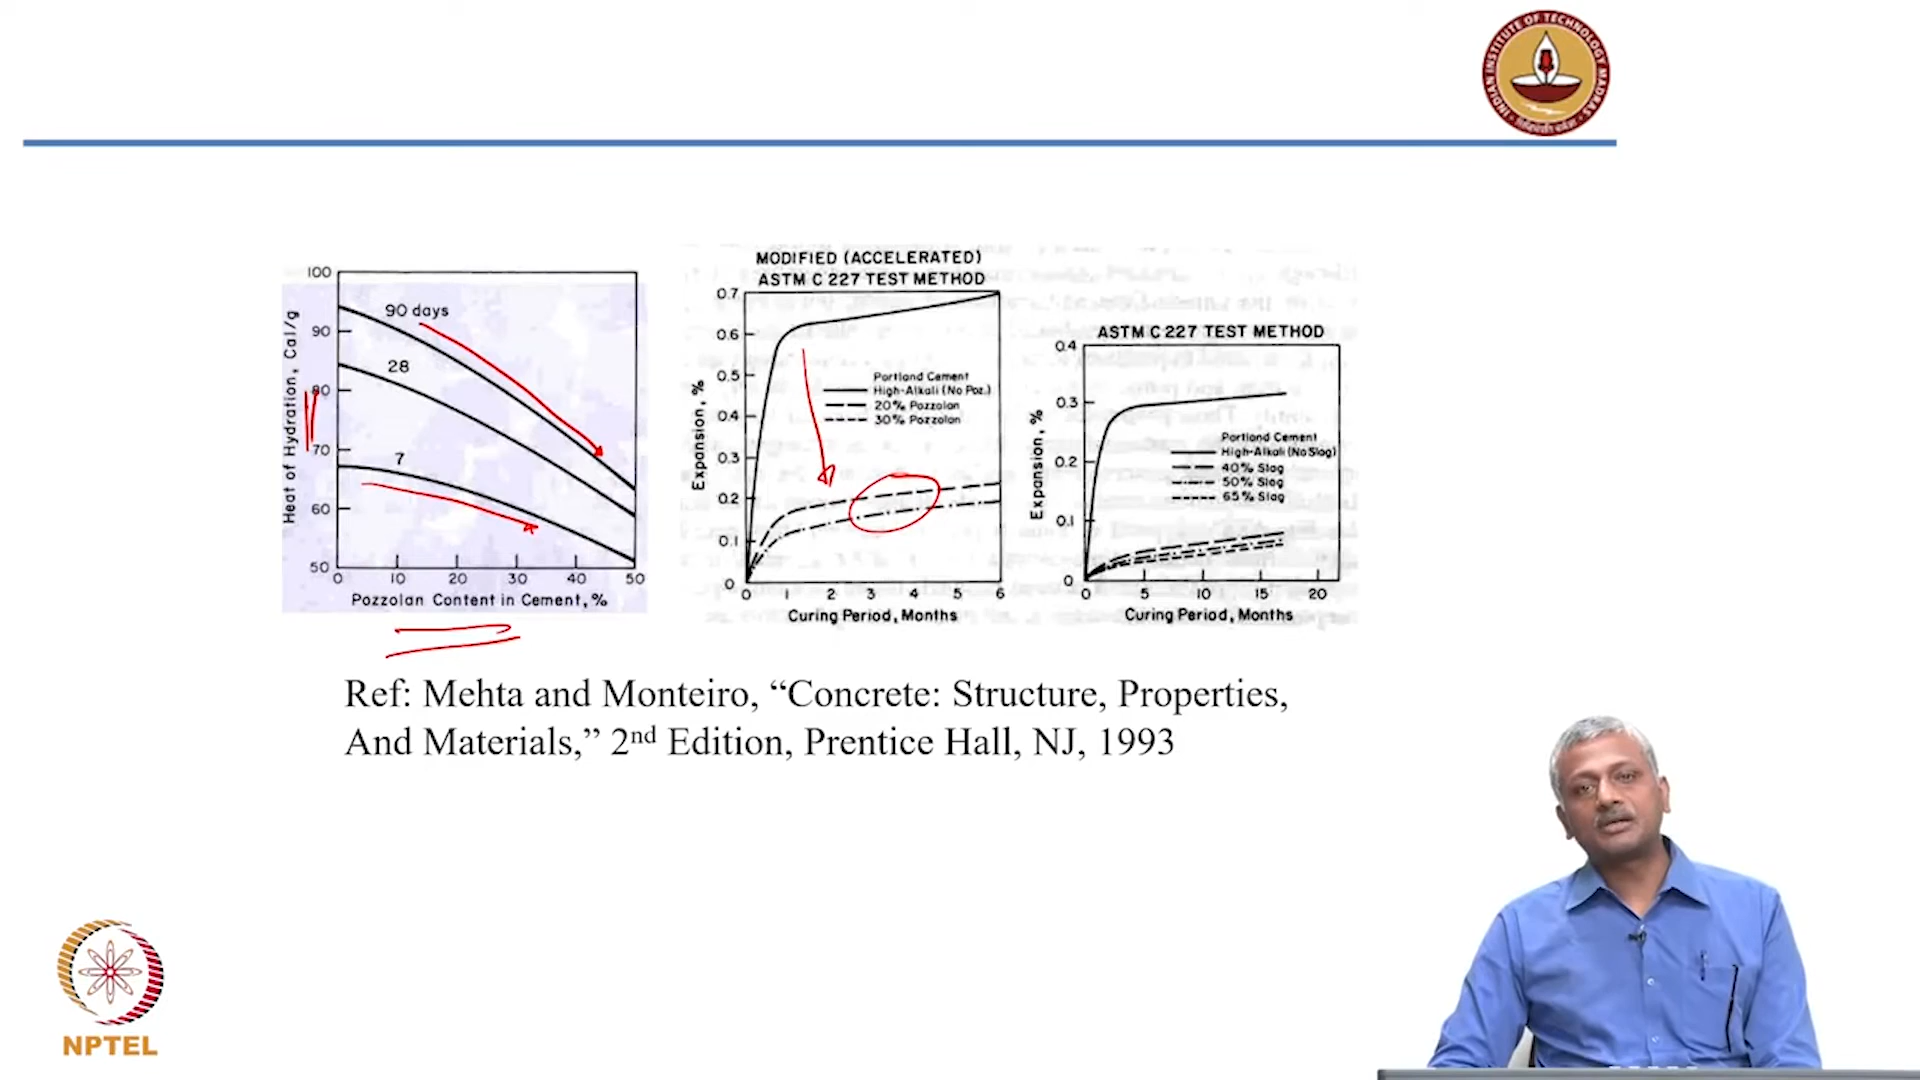 INDIAN INSTITUTE OF TECHNOLOGY MADRAS
Heat of Hydration, Cal/g
100
90
80
70
60
50
90 days
28
7
0 10 20 30 40 50
Pozzolan Content in Cement, %
MODIFIED (ACCELERATED)
ASTM C 227 TEST METHOD
Expansion, %
0.7
0.6
0.5
0.4
0.3
0.2
0.1
0
Portland Cement
High-Alkali (No Poz.)
20% Pozzolan
30% Pozzolan
0 1 2 3 4 5 6
Curing Period, Months
ASTM C 227 TEST METHOD
Expansion, %
0.4
0.3
0.2
0.1
0
Portland Cement
High-Alkali (No Slag)
40% Slag
50% Slag
65% Slag
0 5 10 15 20
Curing Period, Months
Ref: Mehta and Monteiro, “Concrete: Structure, Properties,
And Materials,” 2nd Edition, Prentice Hall, NJ, 1993
NPTEL